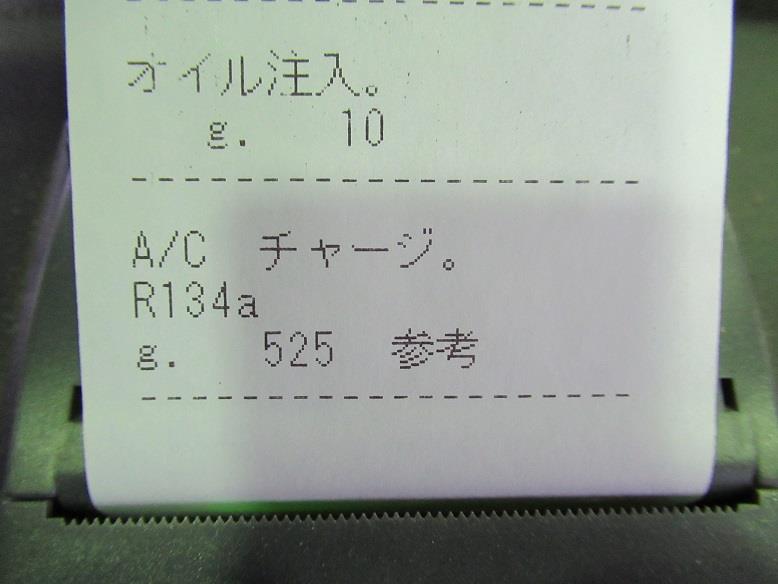 オイル注入。
g. 10
A/C チャージ。
R134a
g. 525 参考